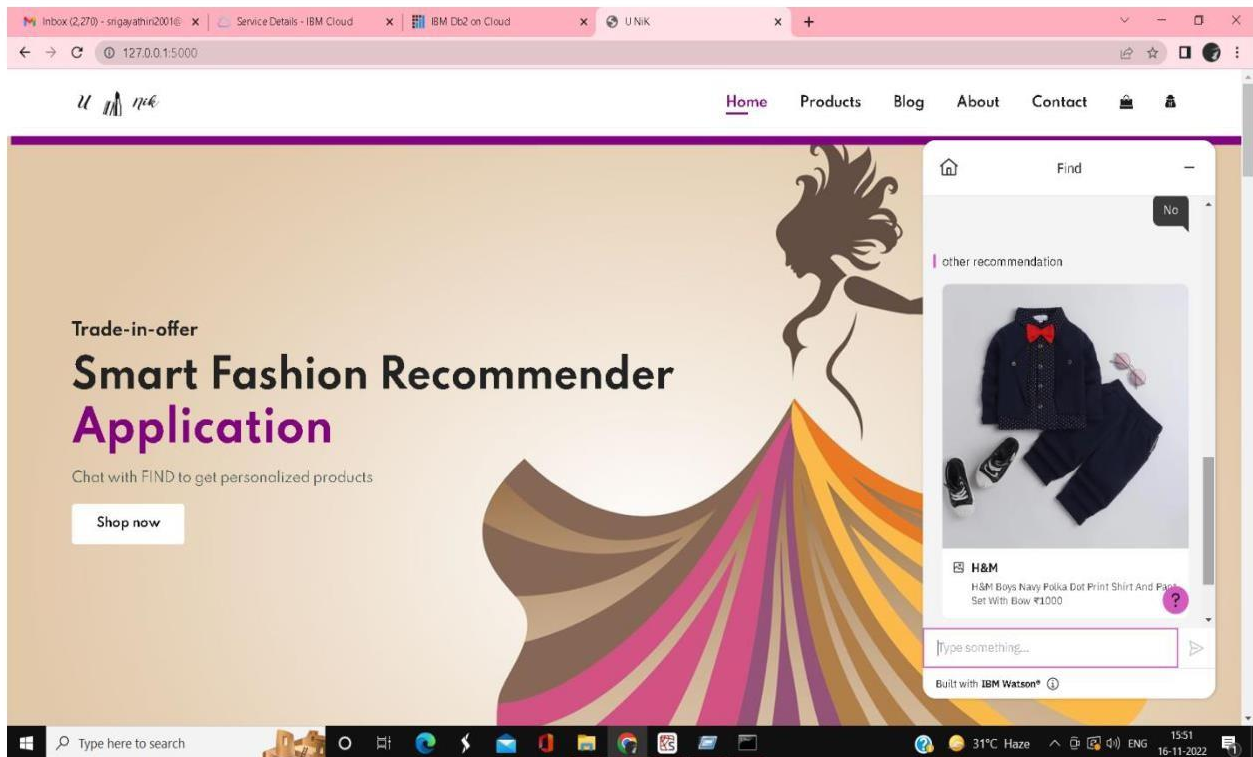 Inbox (2,270) - srigayathiri2001@
Service Details - IBM Cloud
IBM Db2 on Cloud
U NiK
127.0.0.1:5000
U nik
Home Products Blog About Contact
Trade-in-offer
Smart Fashion Recommender
Application
Chat with FIND to get personalized products
Shop now
Find
No
other recommendation
H&M
H&M Boys Navy Polka Dot Print Shirt And Pant
Set With Bow ₹1000
?
Type something...
Built with IBM Watson®
Type here to search
31°C Haze
ENG
15:51
16-11-2022